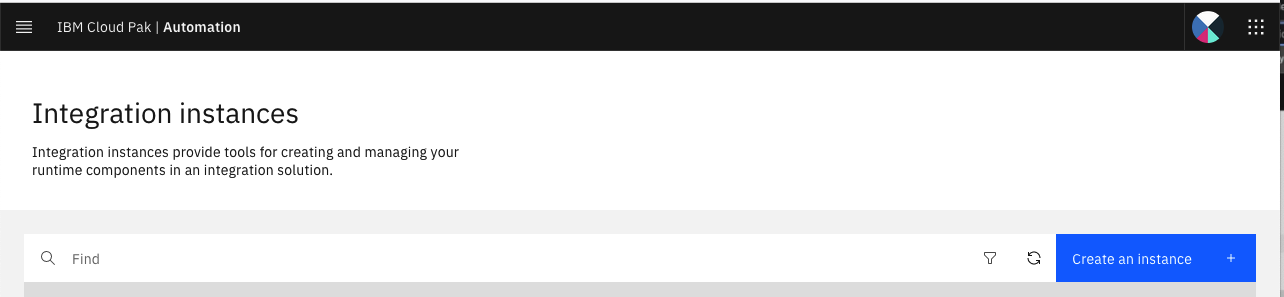 IBM Cloud Pak | Automation
Integration instances
Integration instances provide tools for creating and managing your
runtime components in an integration solution.
Find
Create an instance +